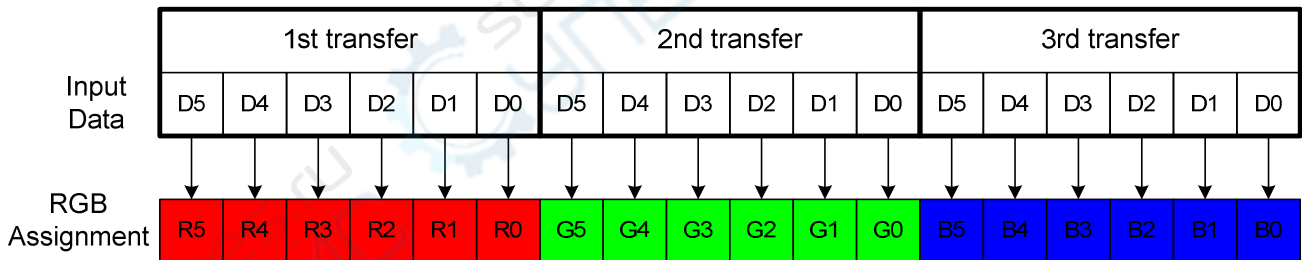 1st transfer 2nd transfer 3rd transfer
Input
Data
D5 D4 D3 D2 D1 D0 D5 D4 D3 D2 D1 D0 D5 D4 D3 D2 D1 D0
RGB
Assignment
R5 R4 R3 R2 R1 R0 G5 G4 G3 G2 G1 G0 B5 B4 B3 B2 B1 B0